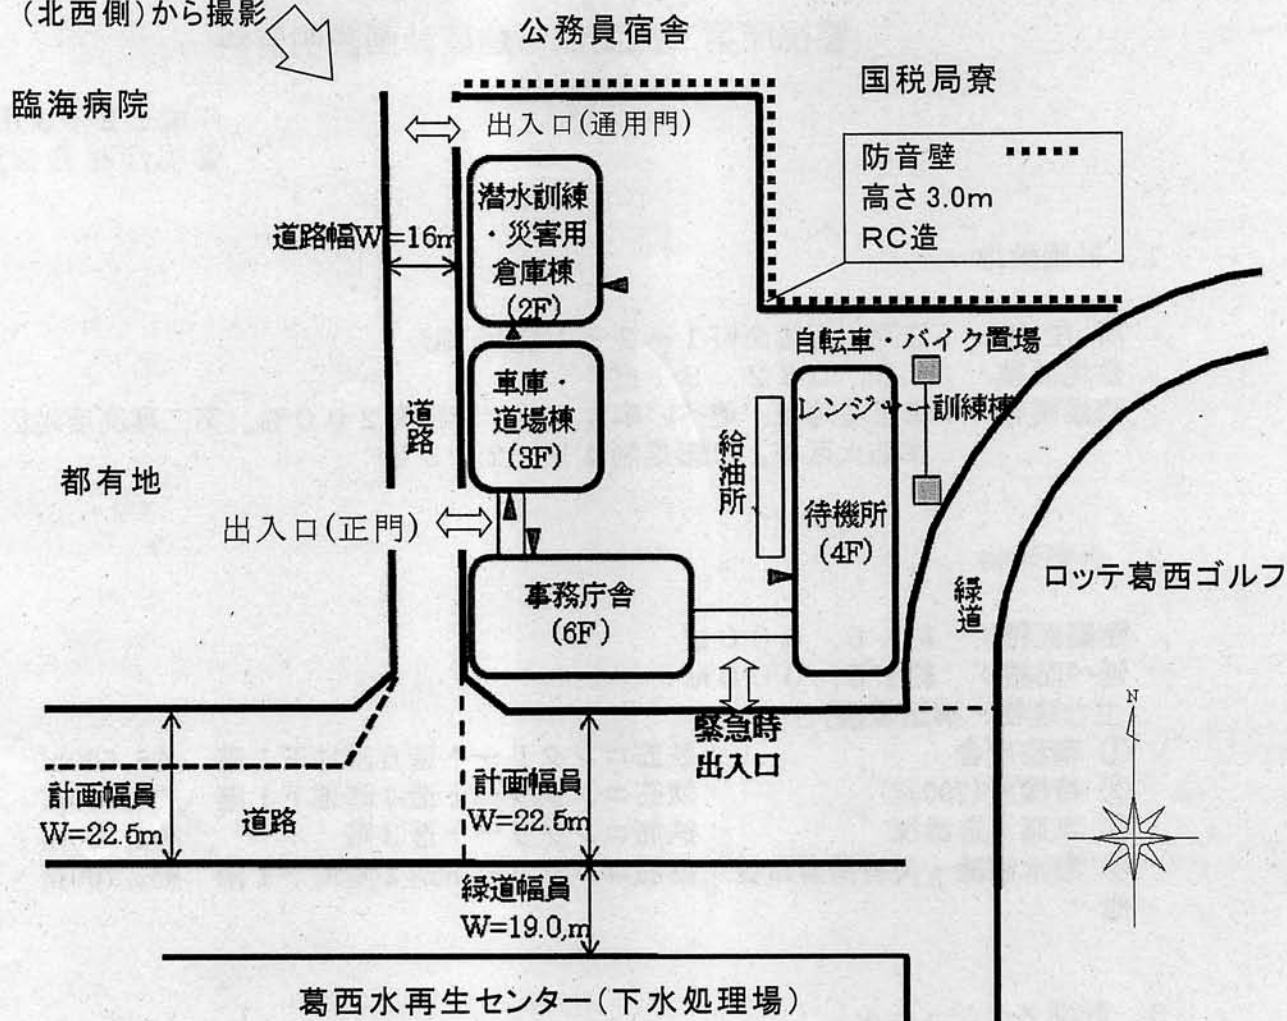 (北西側)から撮影
公務員宿舎
国税局寮
臨海病院
出入口(通用門)
防音壁
高さ3.0m
RC造
潜水訓練
・災害用
倉庫棟
(2F)
道路幅W=16m
自転車・バイク置場
車庫・
道場棟
(3F)
レンジャー訓練棟
道路
給油所
都有地
待機所
(4F)
出入口(正門)
事務庁舎
(6F)
緑道
ロッテ葛西ゴルフ
N
緊急時
出入口
計画幅員
W=22.5m
道路
計画幅員
W=22.5m
緑道幅員
W=19.0,m
葛西水再生センター(下水処理場)